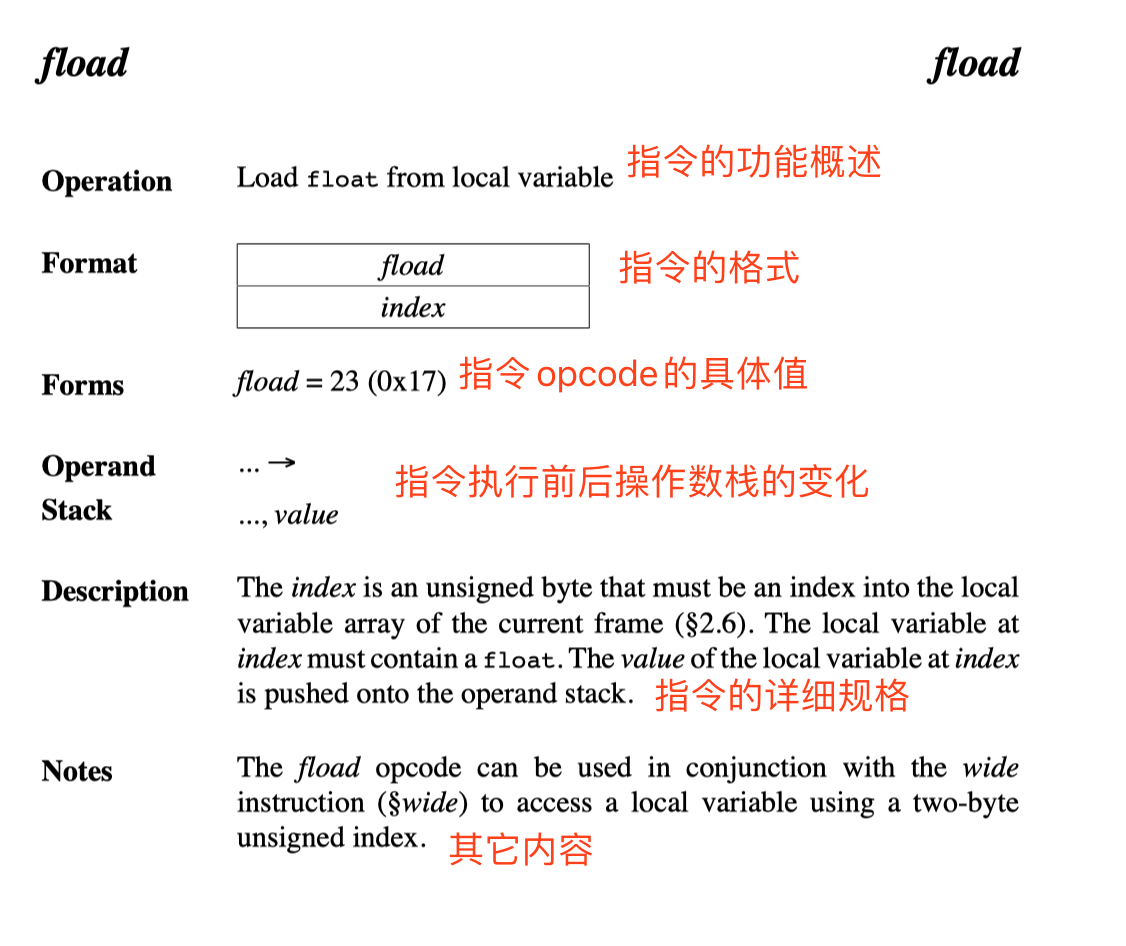 fload fload
Operation Load float from local variable 指令的功能概述
Format fload 指令的格式
index
Forms fload = 23 (0x17) 指令 opcode的具体值
Operand ... →
指令执行前后操作数栈的变化
Stack ..., value
Description The index is an unsigned byte that must be an index into the local
variable array of the current frame (§2.6). The local variable at
index must contain a float. The value of the local variable at index
is pushed onto the operand stack. 指令的详细规格
Notes The fload opcode can be used in conjunction with the wide
instruction (§wide) to access a local variable using a two-byte
unsigned index. 其它内容